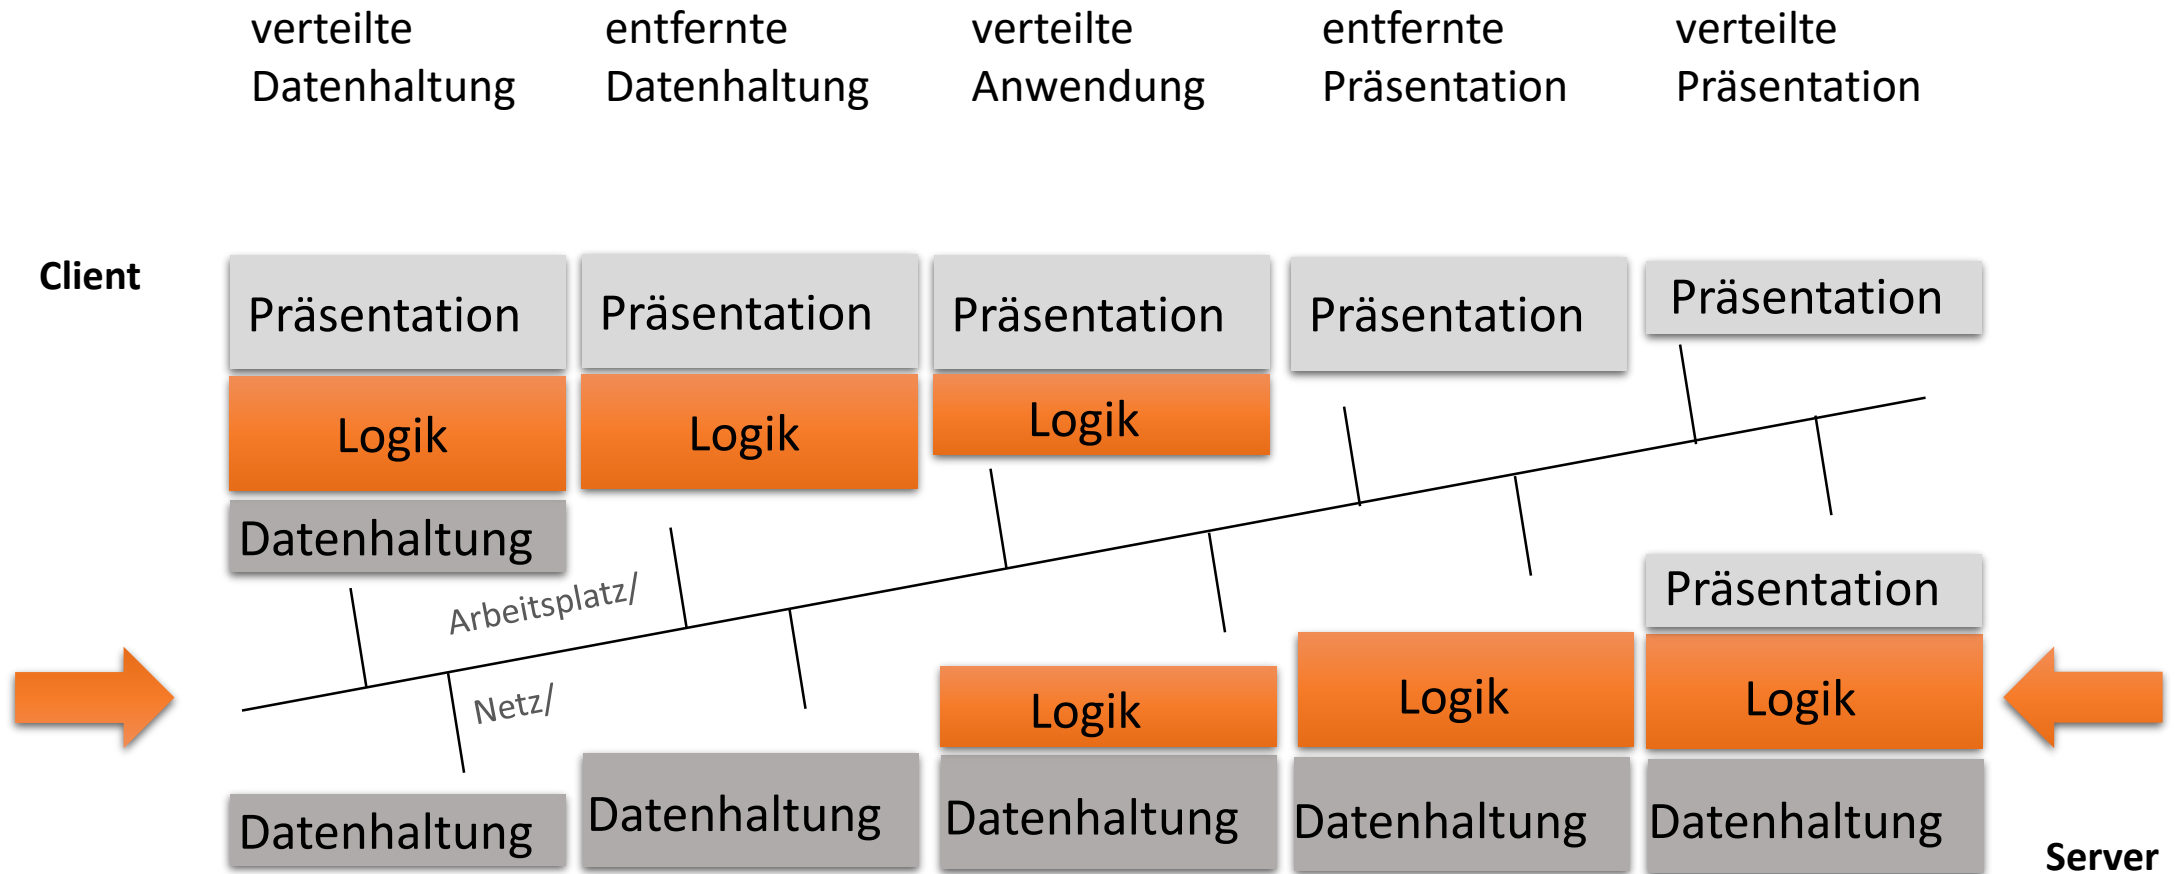 verteilte
Datenhaltung
entfernte
Datenhaltung
verteilte
Anwendung
entfernte
Präsentation
verteilte
Präsentation
Client
Präsentation
Präsentation
Präsentation
Präsentation
Präsentation
Logik
Logik
Logik
Datenhaltung
Arbeitsplatz/
Netz/
Präsentation
Logik
Logik
Logik
Datenhaltung
Datenhaltung
Datenhaltung
Datenhaltung
Datenhaltung
Server